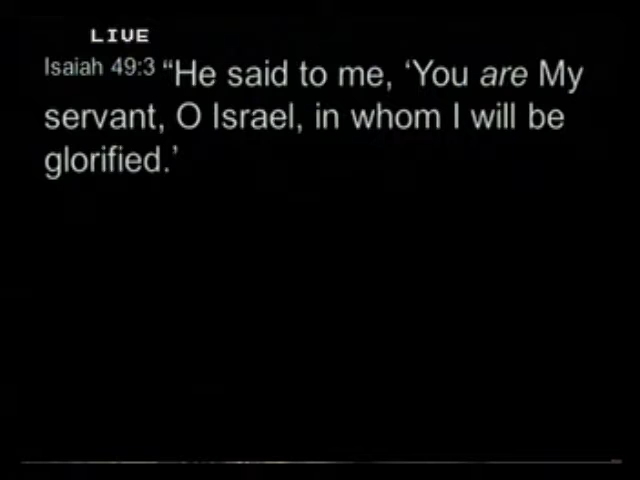 LIVE
Isaiah 49:3 “He said to me, ‘You are My
servant, O Israel, in whom I will be
glorified.’